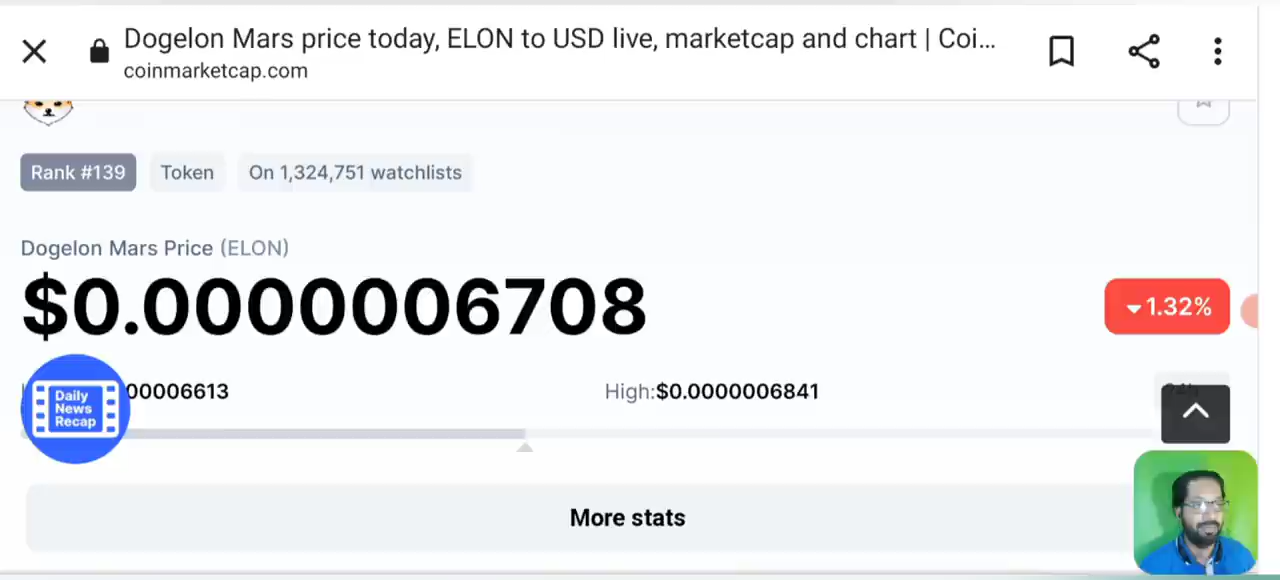 Dogelon Mars price today, ELON to USD live, marketcap and chart | Coi...
coinmarketcap.com
Rank #139
Token
On 1,324,751 watchlists
Dogelon Mars Price (ELON)
$0.0000006708
1.32%
00006613
High:$0.0000006841
Daily
News
Recap
More stats